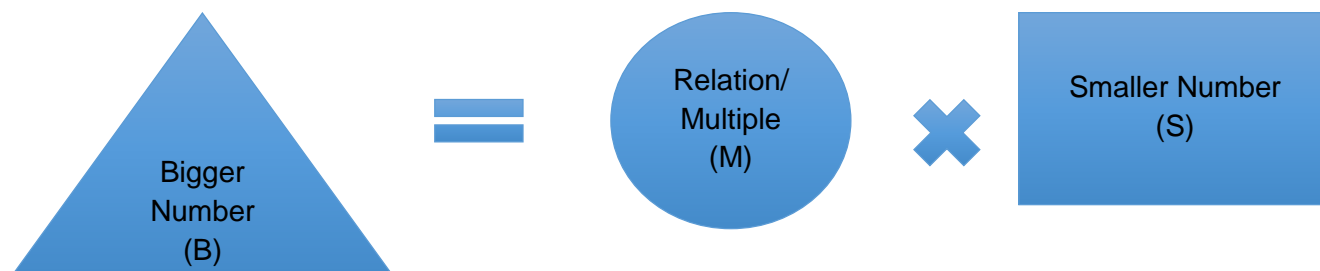 Bigger
Number
(B)
Relation/
Multiple
(M)
Smaller Number
(S)